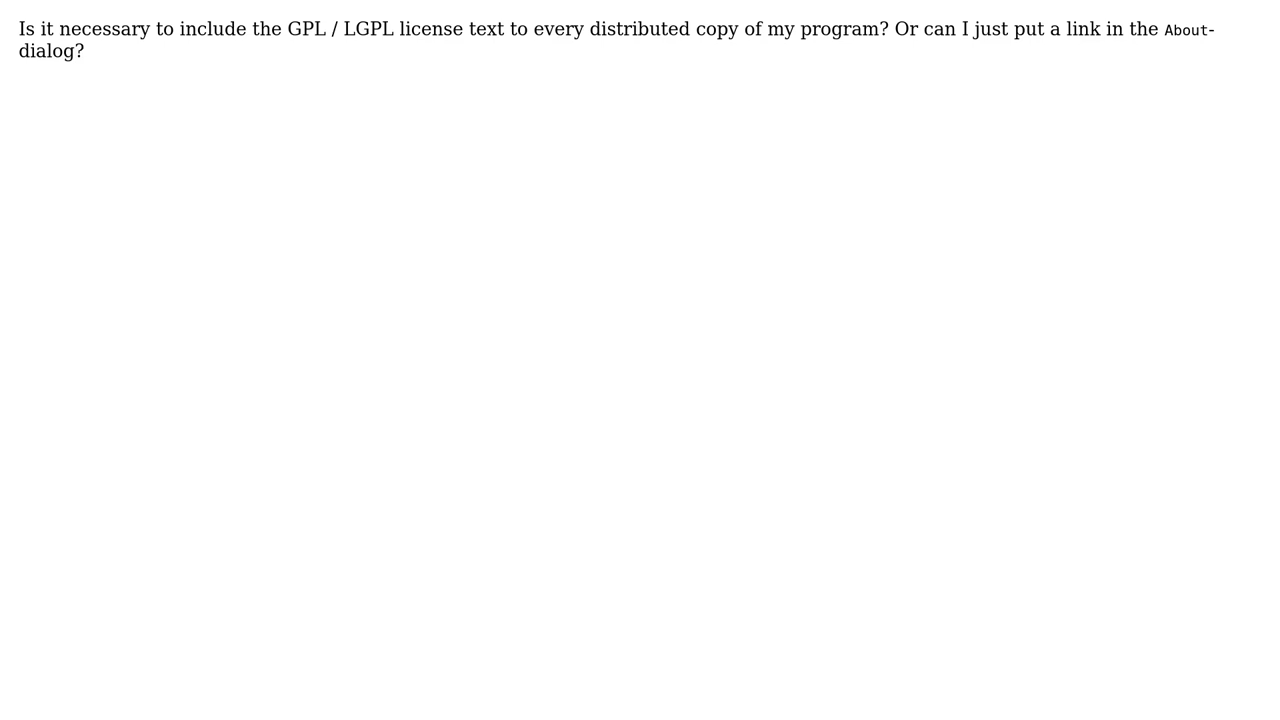 Is it necessary to include the GPL / LGPL license text to every distributed copy of my program? Or can I just put a link in the About-
dialog?